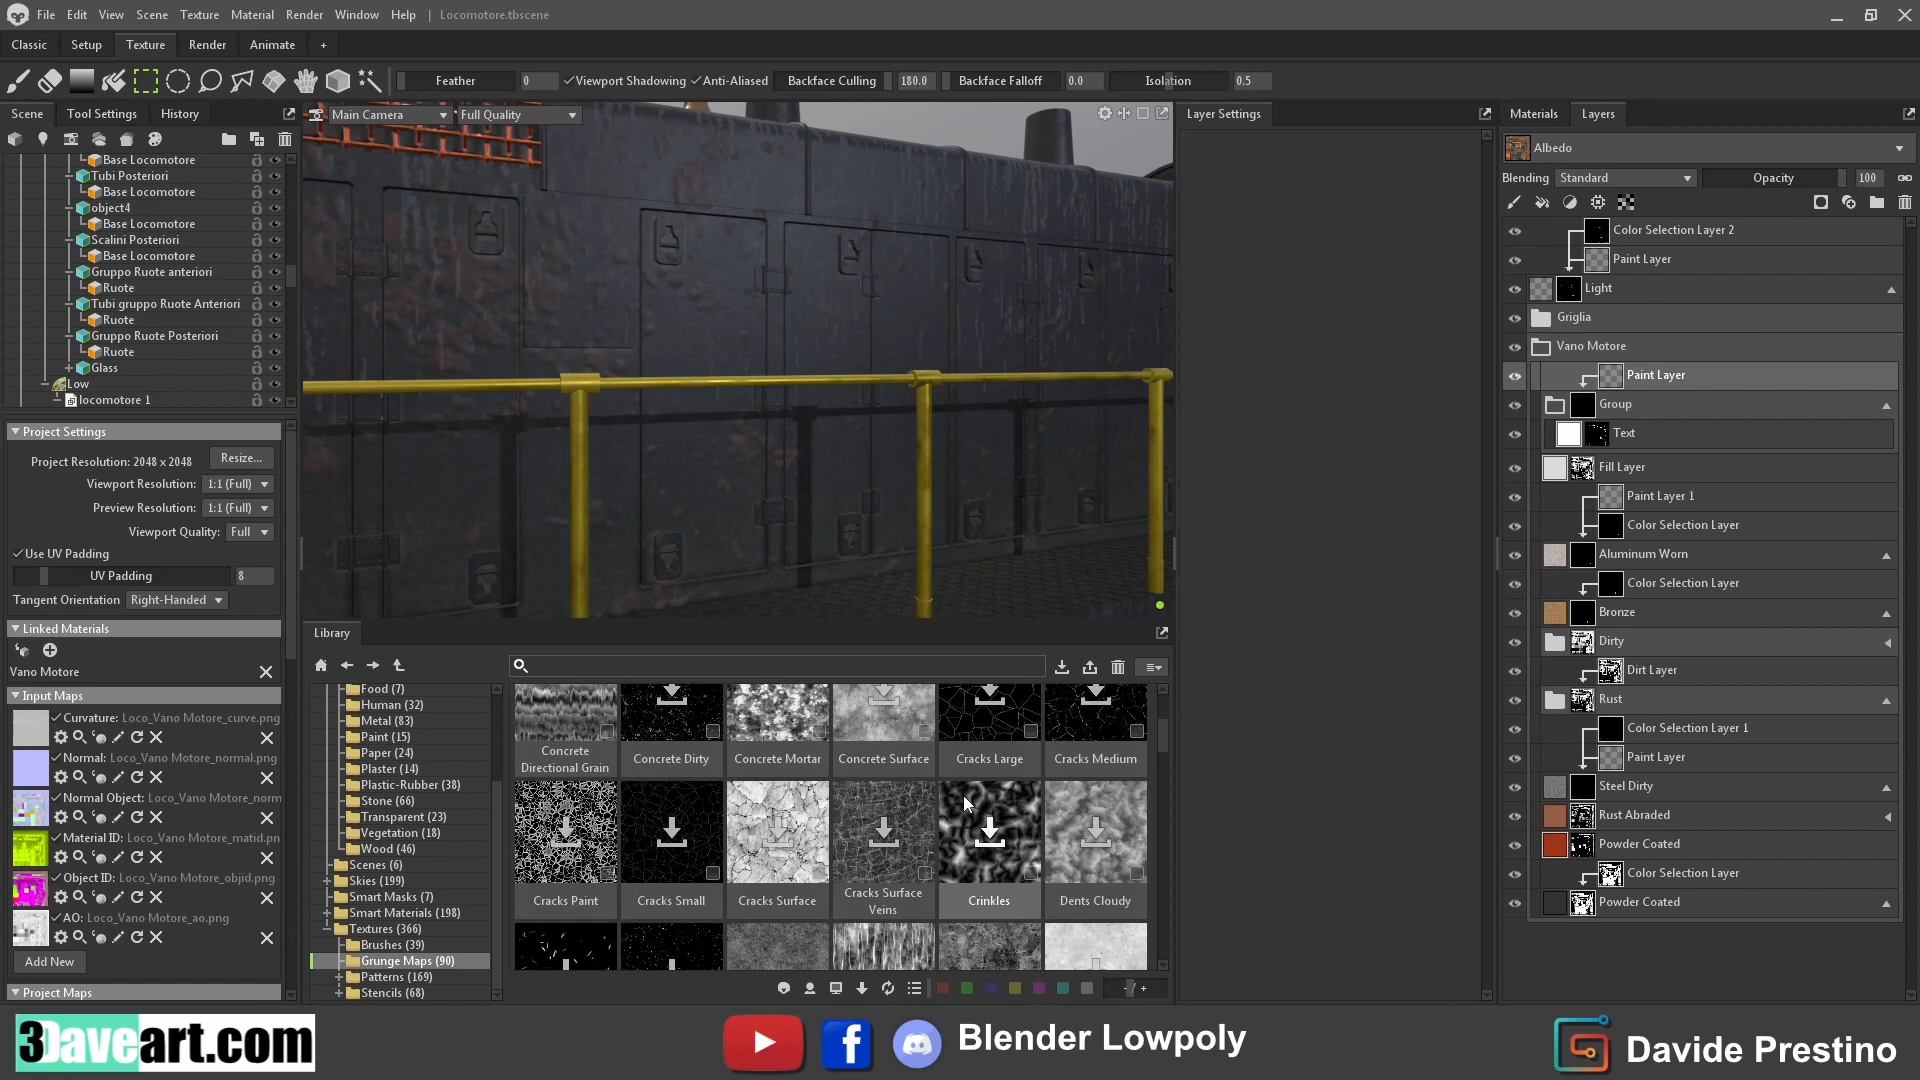 File Edit View Scene Texture Material Render Window Help | Locomotore.tbscene
Classic Setup Texture Render Animate +
Feather 0 Viewport Shadowing Anti-Aliased Backface Culling 180.0 Backface Falloff 0.0 Isolation 0.5
Scene Tool Settings History
Base Locomotore
Tubi Posteriori
Base Locomotore
object4
Base Locomotore
Scalini Posteriori
Base Locomotore
Gruppo Ruote anteriori
Ruote
Tubi gruppo Ruote Anteriori
Ruote
Gruppo Ruote Posteriori
Ruote
Glass
Low
locomotore 1
Project Settings
Project Resolution: 2048 x 2048 Resize...
Viewport Resolution: 1:1 (Full)
Preview Resolution: 1:1 (Full)
Viewport Quality: Full
Use UV Padding
UV Padding 8
Tangent Orientation Right-Handed
Linked Materials
Vano Motore
Input Maps
Curvature: Loco_Vano Motore_curve.png
Normal: Loco_Vano Motore_normal.png
Normal Object: Loco_Vano Motore_norm
Material ID: Loco_Vano Motore_matid.pn
Object ID: Loco_Vano Motore_objid.png
AO: Loco_Vano Motore_ao.png
Add New
Project Maps
Main Camera Full Quality
Library
Food (7)
Human (32)
Metal (83)
Paint (15)
Paper (24)
Plaster (14)
Plastic-Rubber (38)
Stone (66)
Transparent (23)
Vegetation (18)
Wood (46)
Scenes (6)
Skies (199)
Smart Masks (7)
Smart Materials (198)
Textures (366)
Brushes (39)
Grunge Maps (90)
Patterns (169)
Stencils (68)
Concrete Directional Grain
Concrete Dirty
Concrete Mortar
Concrete Surface
Cracks Large
Cracks Medium
Cracks Paint
Cracks Small
Cracks Surface
Cracks Surface Veins
Crinkles
Dents Cloudy
- / +
Layer Settings
Materials Layers
Albedo
Blending Standard Opacity 100
Color Selection Layer 2
Paint Layer
Light
Griglia
Vano Motore
Paint Layer
Group
Text
Fill Layer
Paint Layer 1
Color Selection Layer
Aluminum Worn
Color Selection Layer
Bronze
Dirty
Dirt Layer
Rust
Color Selection Layer 1
Paint Layer
Steel Dirty
Rust Abraded
Powder Coated
Color Selection Layer
Powder Coated
3Daveart.com
Blender Lowpoly
Davide Prestino